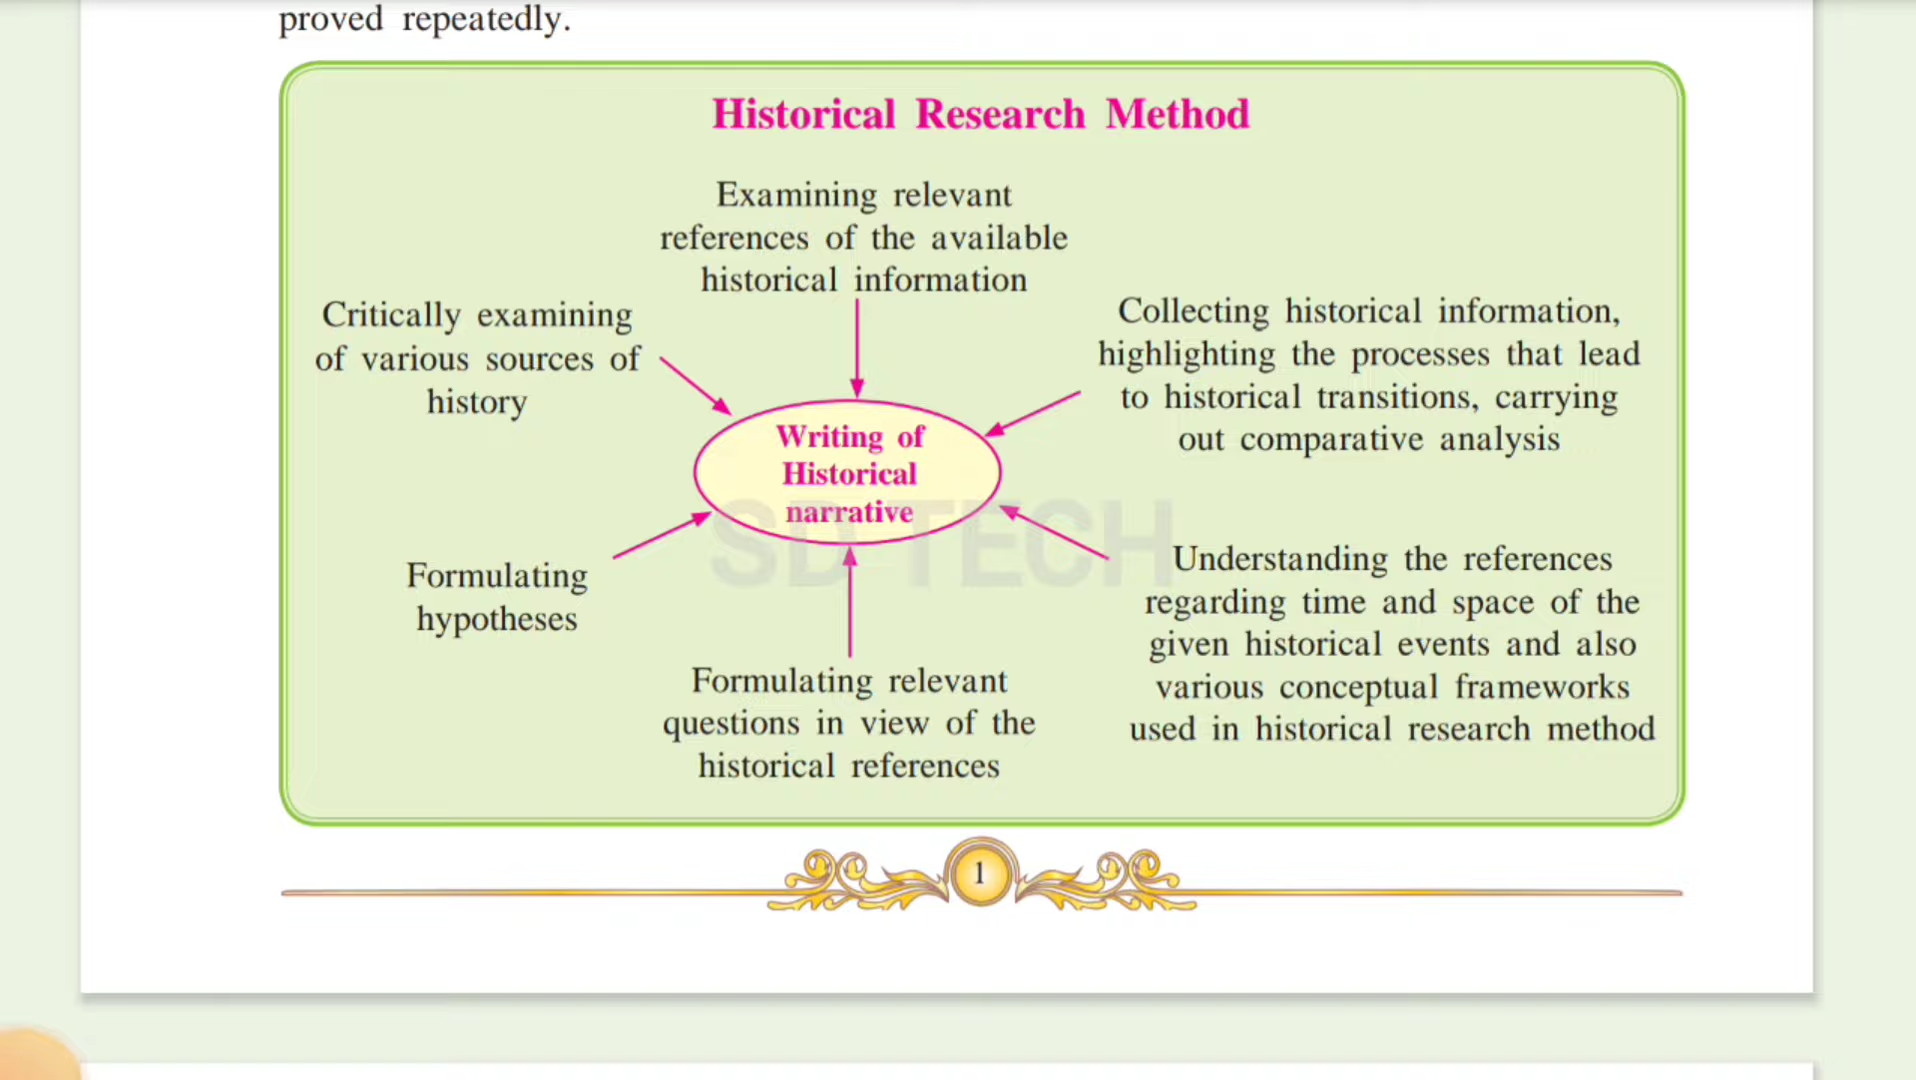 proved repeatedly.
Historical Research Method
Examining relevant
references of the available
historical information
Critically examining
of various sources of
history
Collecting historical information,
highlighting the processes that lead
to historical transitions, carrying
out comparative analysis
Writing of
Historical
narrative
SD TECH
Formulating
hypotheses
Understanding the references
regarding time and space of the
given historical events and also
various conceptual frameworks
used in historical research method
Formulating relevant
questions in view of the
historical references
1